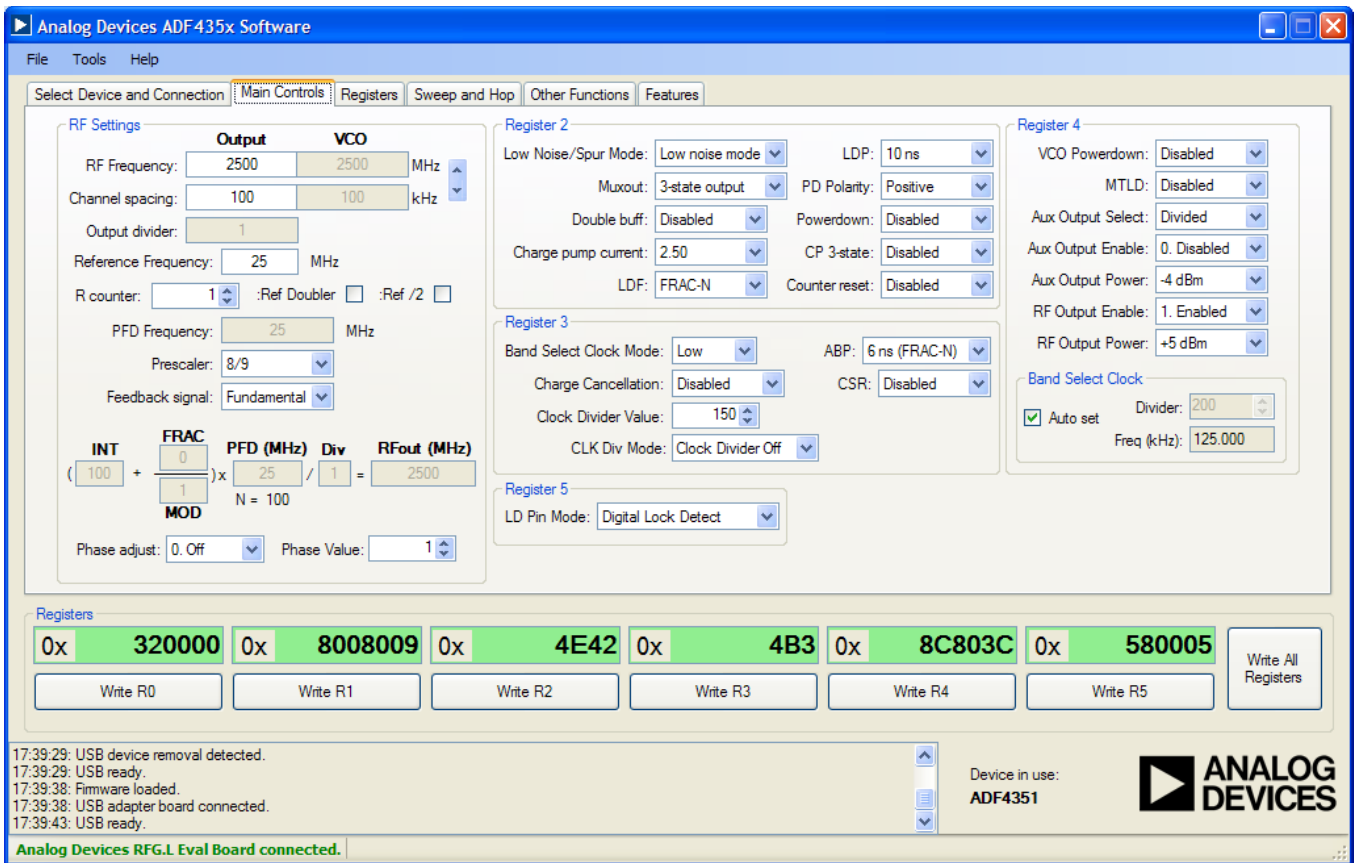 Analog Devices ADF435x Software
File Tools Help
Select Device and Connection Main Controls Registers Sweep and Hop Other Functions Features
RF Settings
Output VCO
RF Frequency: 2500 2500 MHz
Channel spacing: 100 100 kHz
Output divider: 1
Reference Frequency: 25 MHz
R counter: 1 :Ref Doubler :Ref /2
PFD Frequency: 25 MHz
Prescaler: 8/9
Feedback signal: Fundamental
INT FRAC PFD (MHz) Div RFout (MHz)
( 100 + 0 / 1 ) x 25 / 1 = 2500
MOD N = 100
Phase adjust: 0. Off Phase Value: 1
Register 2
Low Noise/Spur Mode: Low noise mode LDP: 10 ns
Muxout: 3-state output PD Polarity: Positive
Double buff: Disabled Powerdown: Disabled
Charge pump current: 2.50 CP 3-state: Disabled
LDF: FRAC-N Counter reset: Disabled
Register 3
Band Select Clock Mode: Low ABP: 6 ns (FRAC-N)
Charge Cancellation: Disabled CSR: Disabled
Clock Divider Value: 150
CLK Div Mode: Clock Divider Off
Register 5
LD Pin Mode: Digital Lock Detect
Register 4
VCO Powerdown: Disabled
MTLD: Disabled
Aux Output Select: Divided
Aux Output Enable: 0. Disabled
Aux Output Power: -4 dBm
RF Output Enable: 1. Enabled
RF Output Power: +5 dBm
Band Select Clock
Auto set Divider: 200
Freq (kHz): 125.000
Registers
0x 320000 0x 8008009 0x 4E42 0x 4B3 0x 8C803C 0x 580005
Write R0 Write R1 Write R2 Write R3 Write R4 Write R5 Write All Registers
17:39:29: USB device removal detected.
17:39:29: USB ready.
17:39:38: Firmware loaded.
17:39:38: USB adapter board connected.
17:39:43: USB ready.
Device in use:
ADF4351
ANALOG
DEVICES
Analog Devices RFG.L Eval Board connected.